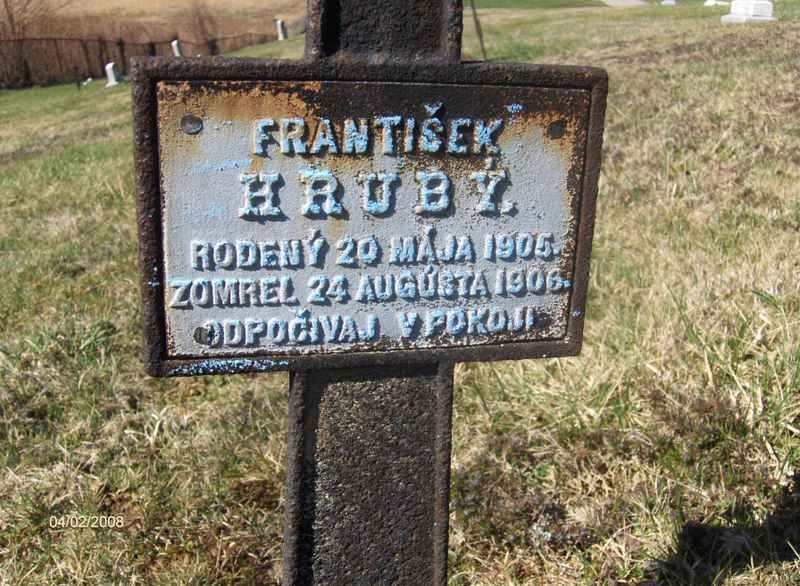 FRANTIŠEK
HRUBÝ.
RODENÝ 20 MÁJA 1905.
ZOMREL 24 AUGÚSTA 1906.
ODPOČIVAJ V POKOJI
04/02/2008